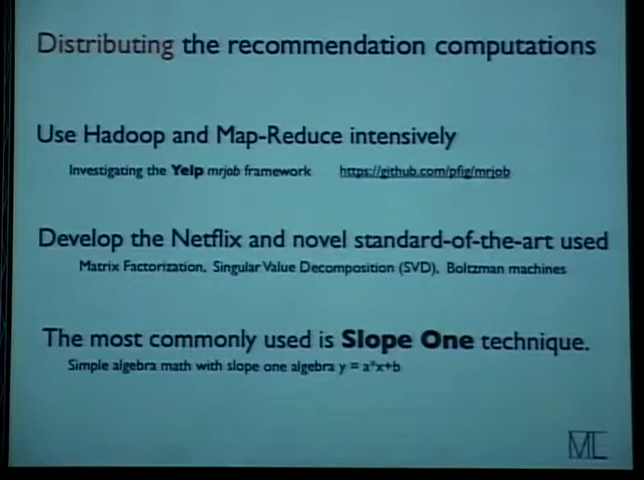 Distributing the recommendation computations
Use Hadoop and Map-Reduce intensively
Investigating the Yelp mrjob framework https://github.com/pfig/mrjob
Develop the Netflix and novel standard-of-the-art used
Matrix Factorization, Singular Value Decomposition (SVD), Boltzman machines
The most commonly used is Slope One technique.
Simple algebra math with slope one algebra y = a*x+b
ML